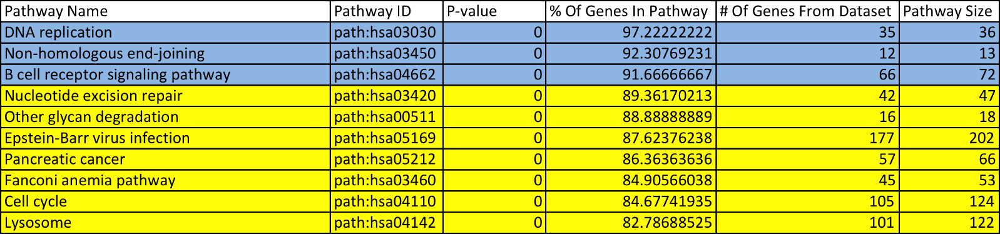 Pathway Name Pathway ID P-value % Of Genes In Pathway # Of Genes From Dataset Pathway Size
DNA replication path:hsa03030 0 97.22222222 35 36
Non-homologous end-joining path:hsa03450 0 92.30769231 12 13
B cell receptor signaling pathway path:hsa04662 0 91.66666667 66 72
Nucleotide excision repair path:hsa03420 0 89.36170213 42 47
Other glycan degradation path:hsa00511 0 88.88888889 16 18
Epstein-Barr virus infection path:hsa05169 0 87.62376238 177 202
Pancreatic cancer path:hsa05212 0 86.36363636 57 66
Fanconi anemia pathway path:hsa03460 0 84.90566038 45 53
Cell cycle path:hsa04110 0 84.67741935 105 124
Lysosome path:hsa04142 0 82.78688525 101 122